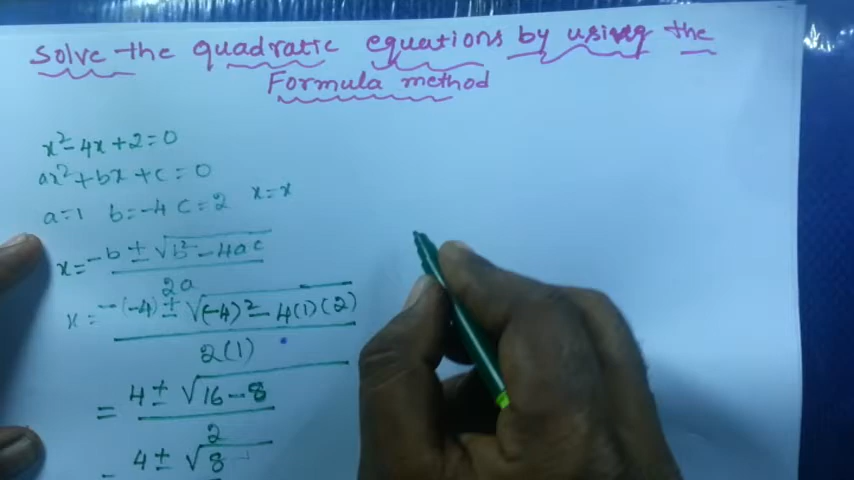 Solve the quadratic equations by using the
Formula method
x² - 4x + 2 = 0
ax² + bx + c = 0
a=1 b=-4 c=2 x=x
x = -b ± √b² - 4ac
2a
x = -(-4) ± √(-4)² - 4(1)(2)
2(1)
= 4 ± √16 - 8
2
= 4 ± √8